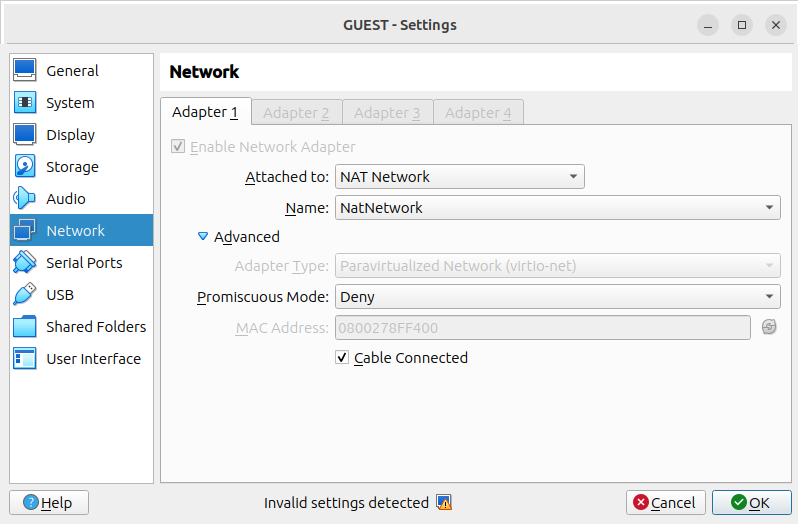 GUEST - Settings
General
System
Display
Storage
Audio
Network
Serial Ports
USB
Shared Folders
User Interface
Network
Adapter 1 Adapter 2 Adapter 3 Adapter 4
Enable Network Adapter
Attached to: NAT Network
Name: NatNetwork
Advanced
Adapter Type: Paravirtualized Network (virtio-net)
Promiscuous Mode: Deny
MAC Address: 0800278FF400
Cable Connected
Help Invalid settings detected Cancel OK